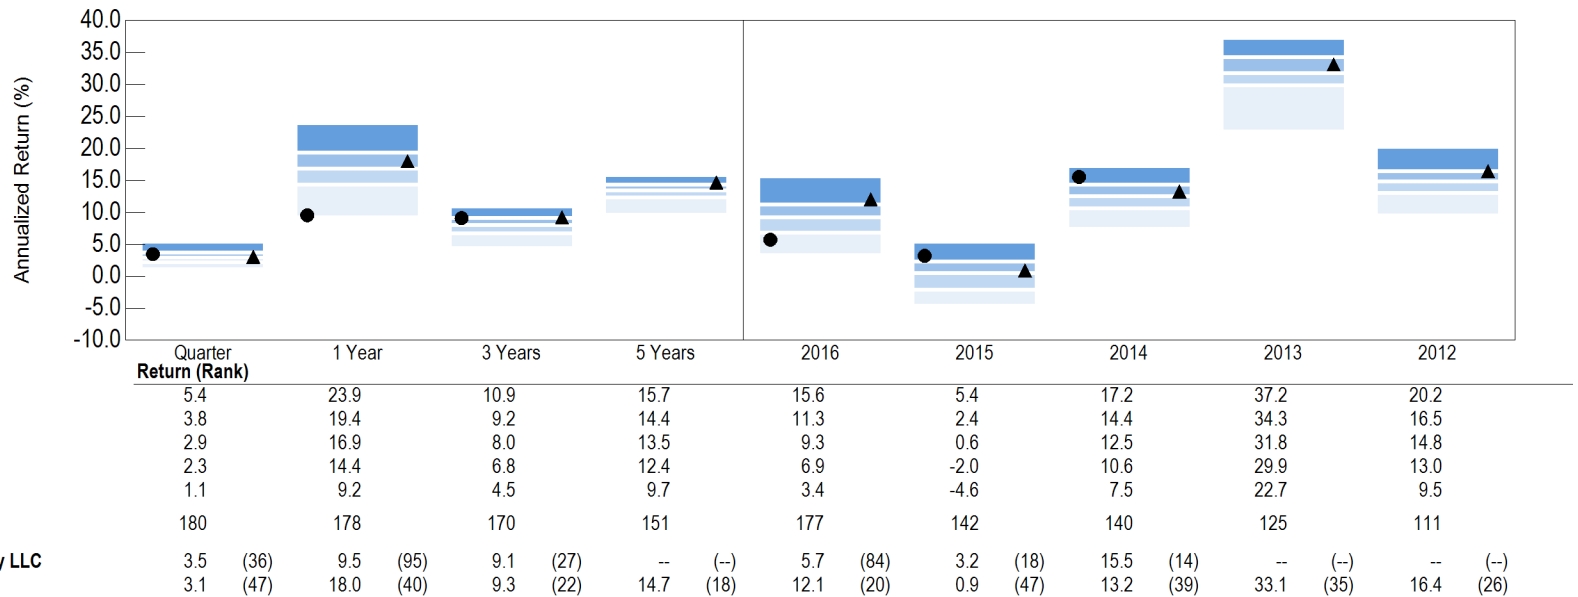 40.0
35.0
30.0
25.0
20.0
15.0
10.0
5.0
0.0
-5.0
-10.0
Annualized Return (%)
Quarter 1 Year 3 Years 5 Years 2016 2015 2014 2013 2012
Return (Rank)
5.4 23.9 10.9 15.7 15.6 5.4 17.2 37.2 20.2
3.8 19.4 9.2 14.4 11.3 2.4 14.4 34.3 16.5
2.9 16.9 8.0 13.5 9.3 0.6 12.5 31.8 14.8
2.3 14.4 6.8 12.4 6.9 -2.0 10.6 29.9 13.0
1.1 9.2 4.5 9.7 3.4 -4.6 7.5 22.7 9.5
180 178 170 151 177 142 140 125 111
LLC 3.5 (36) 9.5 (95) 9.1 (27) -- (--) 5.7 (84) 3.2 (18) 15.5 (14) -- (--) -- (--)
3.1 (47) 18.0 (40) 9.3 (22) 14.7 (18) 12.1 (20) 0.9 (47) 13.2 (39) 33.1 (35) 16.4 (26)